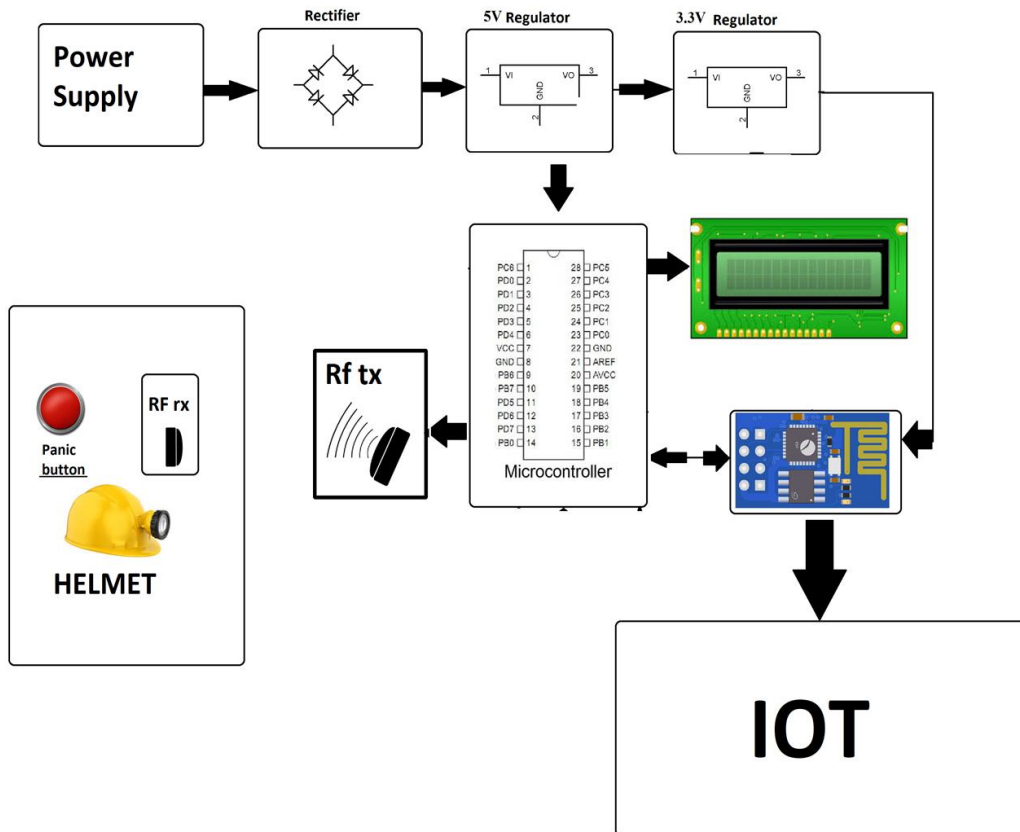 Rectifier
5V Regulator
3.3V Regulator
Power
Supply
1 VI VO 3
GND
2
1 VI VO 3
GND
2
PC6 1 28 PC5
PD0 2 27 PC4
PD1 3 26 PC3
PD2 4 25 PC2
PD3 5 24 PC1
PD4 6 23 PC0
VCC 7 22 GND
GND 8 21 AREF
PB6 9 20 AVCC
PB7 10 19 PB5
PD5 11 18 PB4
PD6 12 17 PB3
PD7 13 16 PB2
PB0 14 15 PB1
Microcontroller
Rf tx
RF rx
Panic
button
HELMET
IOT